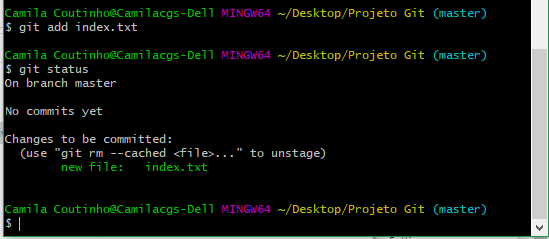 Camila Coutinho@Camilacgs-Dell MINGW64 ~/Desktop/Projeto Git (master)
$ git add index.txt
Camila Coutinho@Camilacgs-Dell MINGW64 ~/Desktop/Projeto Git (master)
$ git status
On branch master
No commits yet
Changes to be committed:
  (use "git rm --cached <file>..." to unstage)
        new file:   index.txt
Camila Coutinho@Camilacgs-Dell MINGW64 ~/Desktop/Projeto Git (master)
$